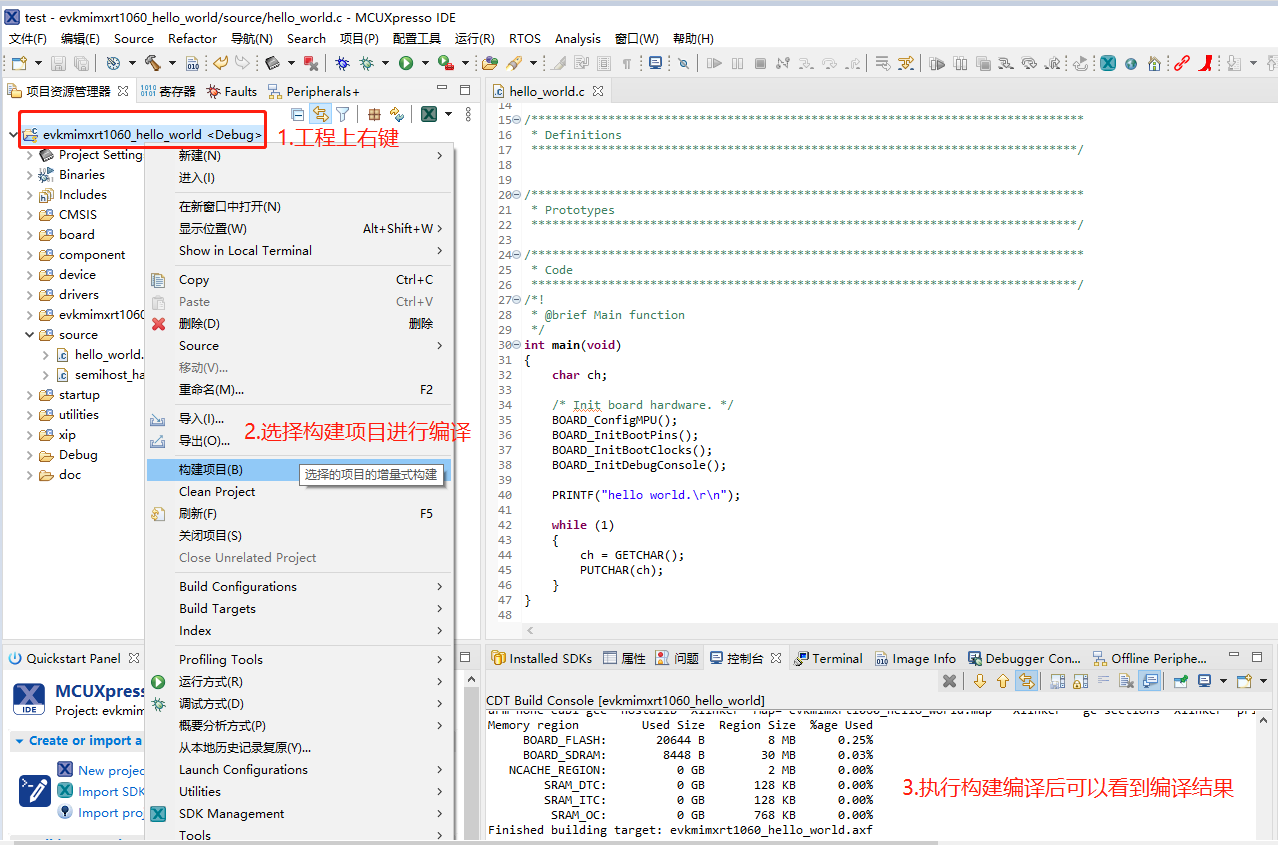 test - evkmimxrt1060_hello_world/source/hello_world.c - MCUXpresso IDE
文件(F) 编辑(E) Source Refactor 导航(N) Search 项目(P) 配置工具 运行(R) RTOS Analysis 窗口(W) 帮助(H)
项目资源管理器 寄存器 Faults Peripherals+
evkmimxrt1060_hello_world <Debug>
1.工程上右键
Project Setting
Binaries
Includes
CMSIS
board
component
device
drivers
evkmimxrt1060
source
hello_world.
semihost_ha
startup
utilities
xip
Debug
doc
新建(N)
进入(I)
在新窗口中打开(N)
显示位置(W) Alt+Shift+W
Show in Local Terminal
Copy Ctrl+C
Paste Ctrl+V
删除(D) 删除
Source
移动(V)...
重命名(M)... F2
导入(I)...
导出(O)...
2.选择构建项目进行编译
构建项目(B)
选择的项目的增量式构建
Clean Project
刷新(F) F5
关闭项目(S)
Close Unrelated Project
Build Configurations
Build Targets
Index
Profiling Tools
运行方式(R)
调试方式(D)
概要分析方式(P)
从本地历史记录复原(Y)...
Launch Configurations
Utilities
SDK Management
Tools
hello_world.c
14
15 /*******************************************************************************
16 * Definitions
17 ******************************************************************************/
18
19
20 /*******************************************************************************
21 * Prototypes
22 ******************************************************************************/
23
24 /*******************************************************************************
25 * Code
26 ******************************************************************************/
27 /*!
28 * @brief Main function
29 */
30 int main(void)
31 {
32 char ch;
33
34 /* Init board hardware. */
35 BOARD_ConfigMPU();
36 BOARD_InitBootPins();
37 BOARD_InitBootClocks();
38 BOARD_InitDebugConsole();
39
40 PRINTF("hello world.\r\n");
41
42 while (1)
43 {
44 ch = GETCHAR();
45 PUTCHAR(ch);
46 }
47 }
48
Quickstart Panel
IDE
MCUXpress
Project: evkmim
Create or import a
New projec
Import SDK
Import proj
Installed SDKs 属性 问题 控制台 Terminal Image Info Debugger Con... Offline Periphe...
CDT Build Console [evkmimxrt1060_hello_world]
Memory region Used Size Region Size %age Used
BOARD_FLASH: 20644 B 8 MB 0.25%
BOARD_SDRAM: 8448 B 30 MB 0.03%
NCACHE_REGION: 0 GB 2 MB 0.00%
SRAM_DTC: 0 GB 128 KB 0.00%
SRAM_ITC: 0 GB 128 KB 0.00%
SRAM_OC: 0 GB 768 KB 0.00%
Finished building target: evkmimxrt1060_hello_world.axf
3.执行构建编译后可以看到编译结果